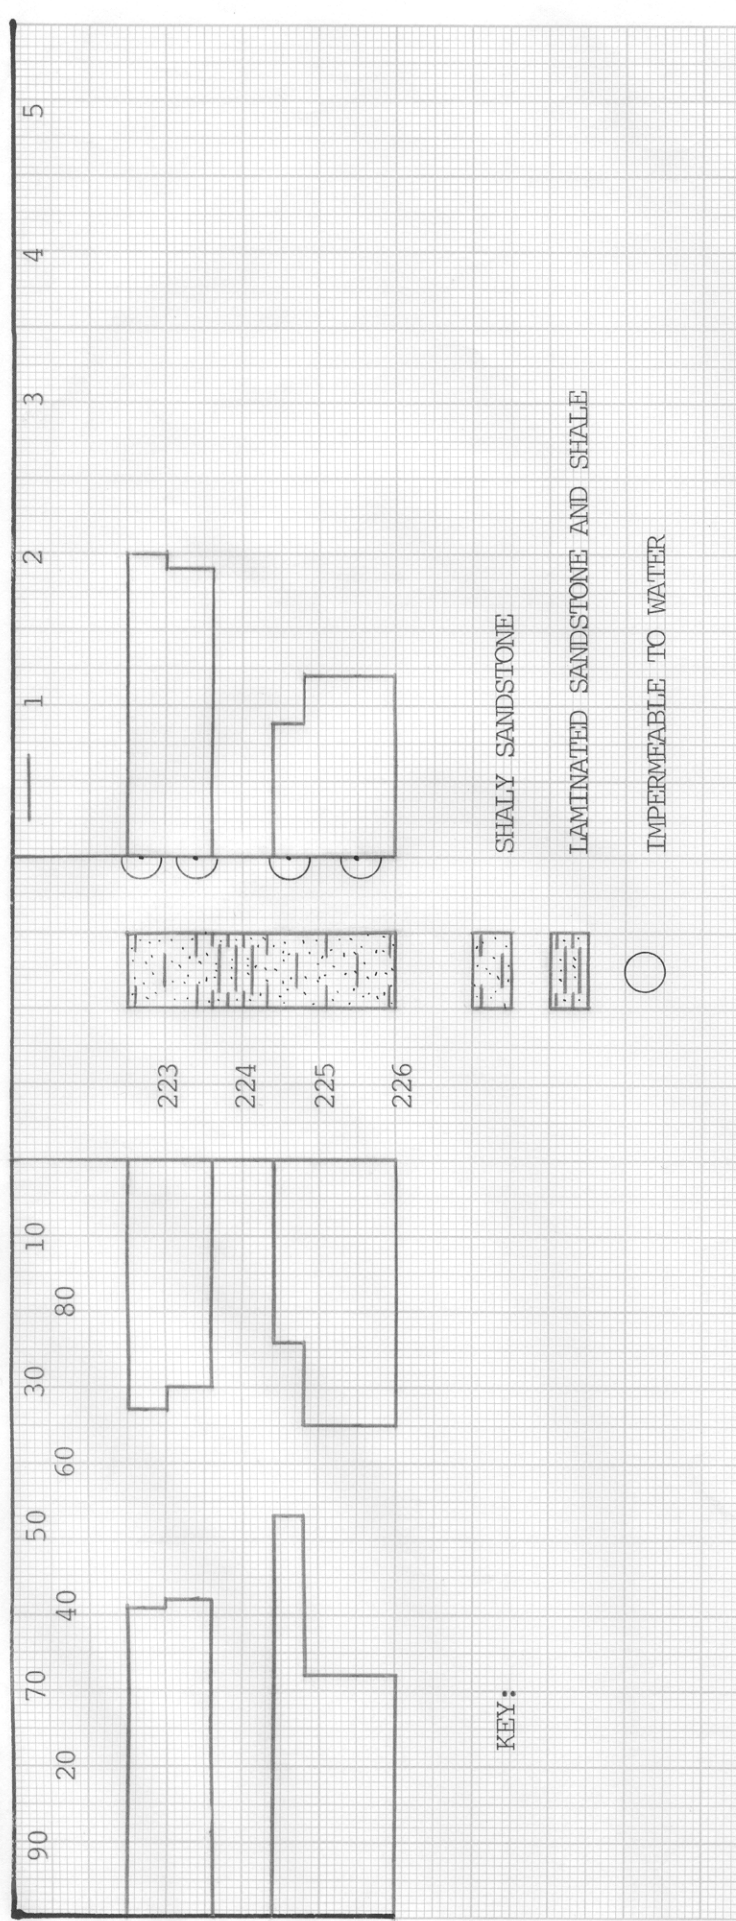 90 70 50 30 10 1 2 3 4 5
20 40 60 80
223
224
225
226
KEY:
SHALY SANDSTONE
LAMINATED SANDSTONE AND SHALE
IMPERMEABLE TO WATER